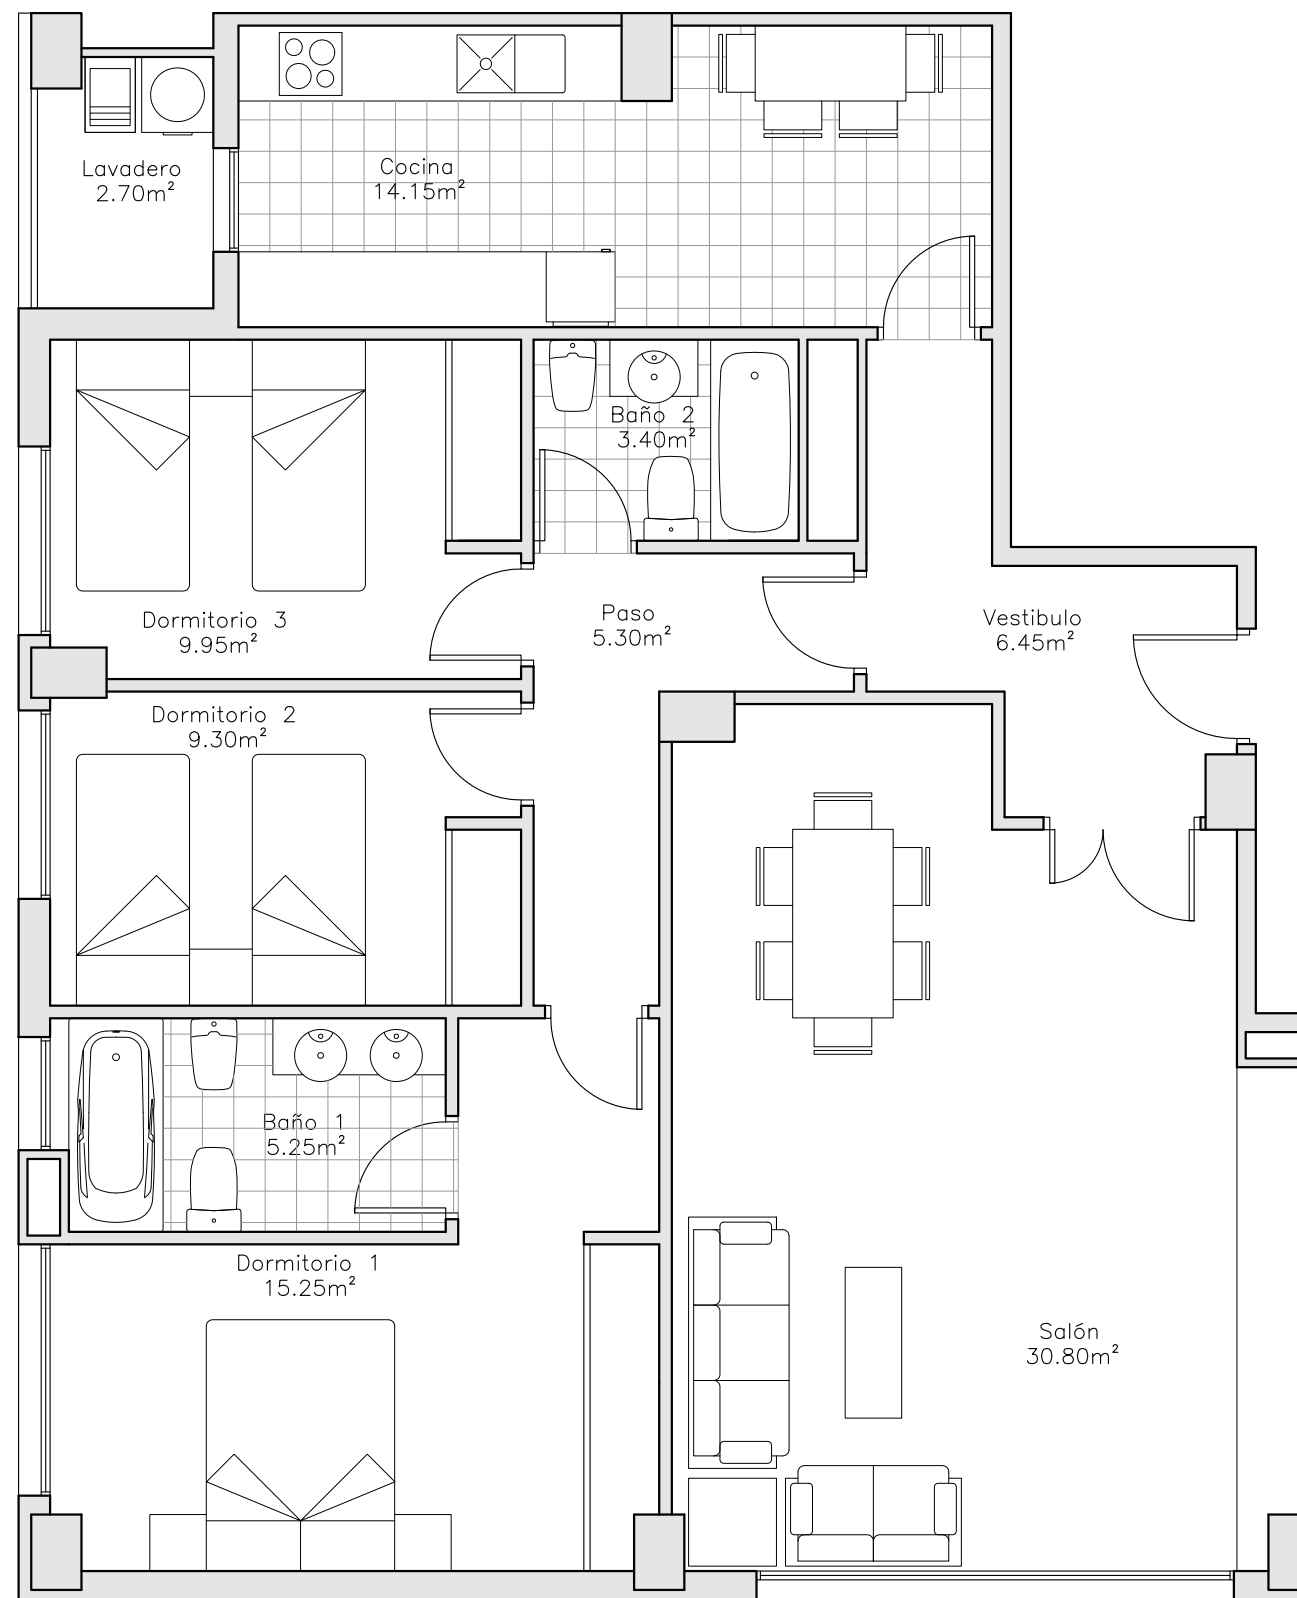 Lavadero
2.70m²
Cocina
14.15m²
Baño 2
3.40m²
Dormitorio 3
9.95m²
Paso
5.30m²
Vestibulo
6.45m²
Dormitorio 2
9.30m²
Baño 1
5.25m²
Dormitorio 1
15.25m²
Salón
30.80m²